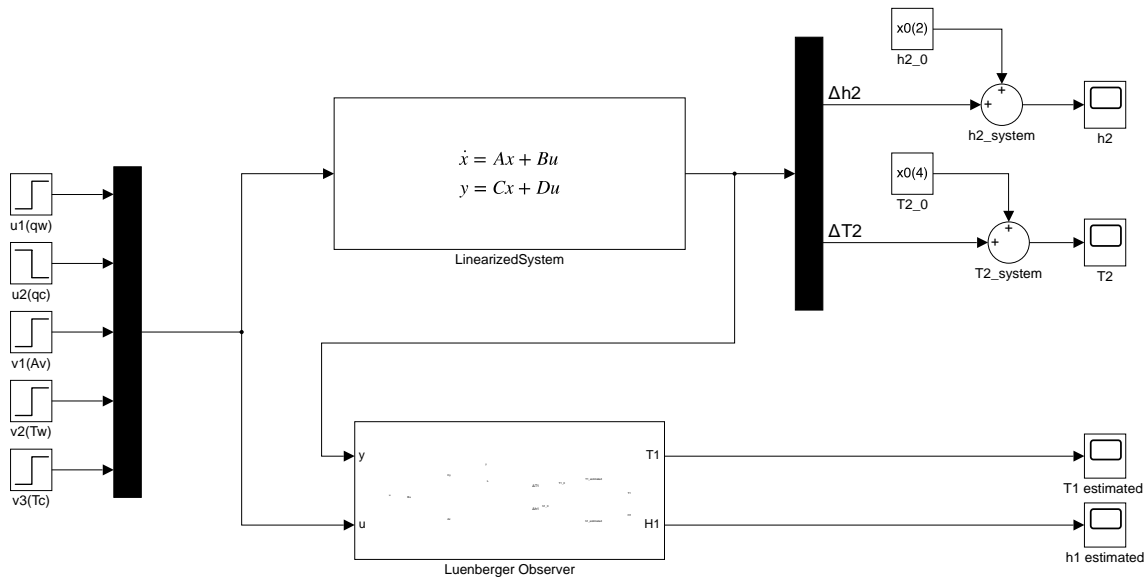 x0(2)
h2_0
+
+
h2_system
h2
Δh2
ẋ = Ax + Bu
y = Cx + Du
LinearizedSystem
x0(4)
T2_0
+
+
T2_system
T2
ΔT2
u1(qw)
u2(qc)
v1(Av)
v2(Tw)
v3(Tc)
y
u
T1
H1
Luenberger Observer
T1 estimated
h1 estimated